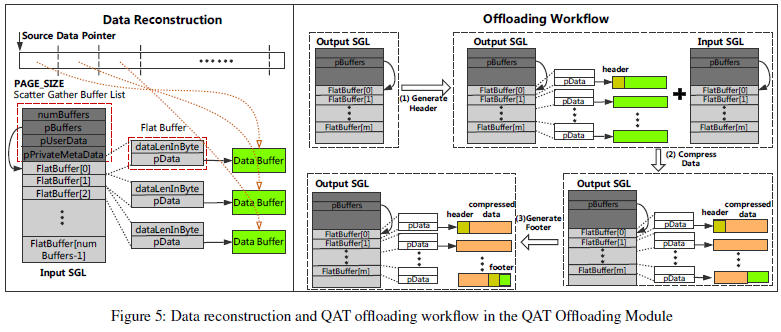 Data Reconstruction
Source Data Pointer
......
PAGE_SIZE
Scatter Gather Buffer List
numBuffers
pBuffers
pUserData
pPrivateMetaData
FlatBuffer[0]
FlatBuffer[1]
FlatBuffer[2]
FlatBuffer[num
Buffers-1]
Input SGL
Flat Buffer
dataLenInByte
pData
Data Buffer
dataLenInByte
pData
Data Buffer
dataLenInByte
pData
Data Buffer
Offloading Workflow
Output SGL
pBuffers
FlatBuffer[0]
FlatBuffer[1]
FlatBuffer[m]
(1) Generate
Header
Output SGL
pBuffers
FlatBuffer[0]
FlatBuffer[1]
FlatBuffer[m]
pData
pData
pData
header
+
Input SGL
pBuffers
FlatBuffer[0]
FlatBuffer[1]
FlatBuffer[m]
(2) Compress
Data
Output SGL
pBuffers
FlatBuffer[0]
FlatBuffer[1]
FlatBuffer[m]
pData
pData
pData
header
compressed
data
(3)Generate
Footer
Output SGL
pBuffers
FlatBuffer[0]
FlatBuffer[1]
FlatBuffer[m]
pData
pData
pData
header
compressed
data
footer
Figure 5: Data reconstruction and QAT offloading workflow in the QAT Offloading Module